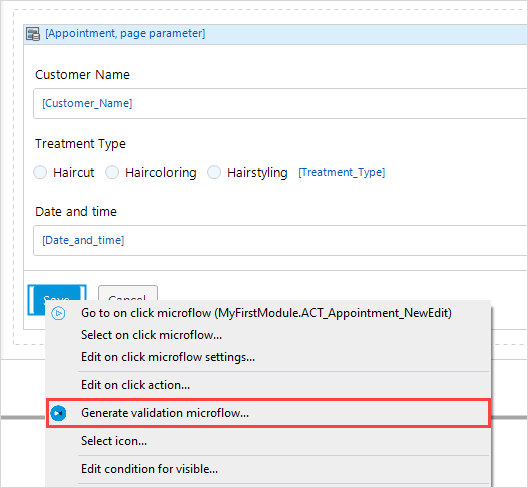 [Appointment, page parameter]
Customer Name
[Customer_Name]
Treatment Type
Haircut Haircoloring Hairstyling [Treatment_Type]
Date and time
[Date_and_time]
Save Cancel
Go to on click microflow (MyFirstModule.ACT_Appointment_NewEdit)
Select on click microflow...
Edit on click microflow settings...
Edit on click action...
Generate validation microflow...
Select icon...
Edit condition for visible...